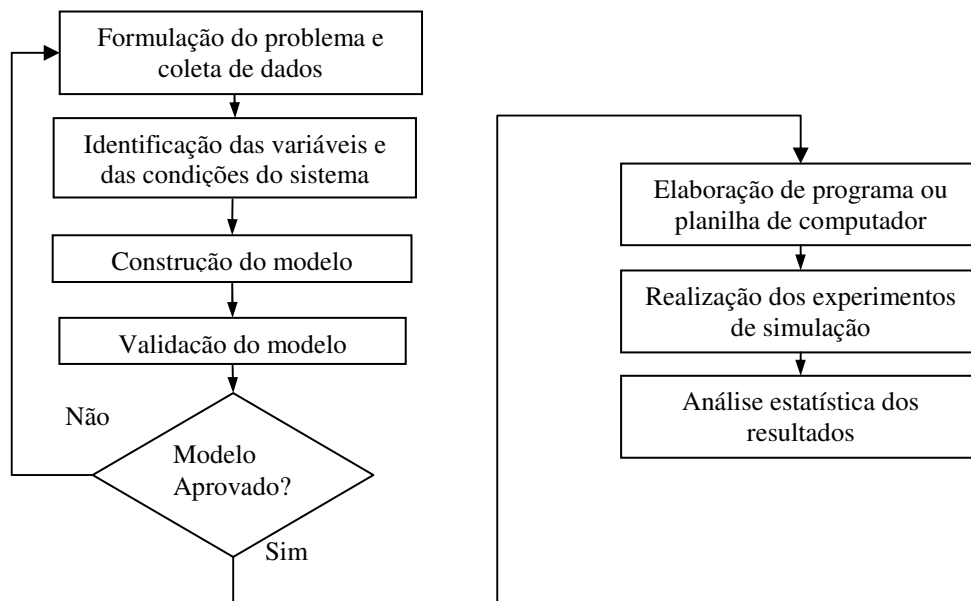 Formulação do problema e
coleta de dados
Identificação das variáveis e
das condições do sistema
Construção do modelo
Validacão do modelo
Não
Modelo
Aprovado?
Sim
Elaboração de programa ou
planilha de computador
Realização dos experimentos
de simulação
Análise estatística dos
resultados